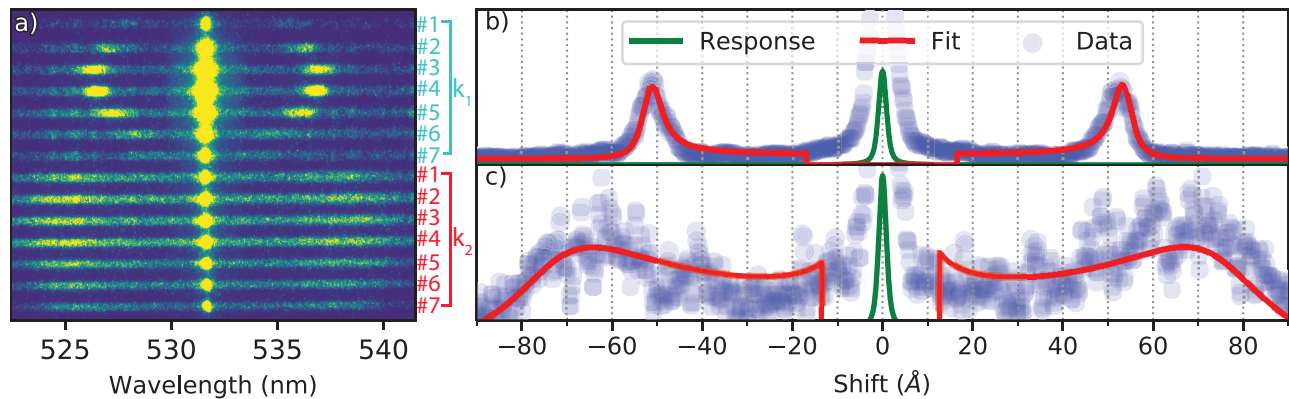 a)
#1
#2
#3
#4
#5
#6
#7
k1
#1
#2
#3
#4
#5
#6
#7
k2
525 530 535 540
Wavelength (nm)
b)
Response Fit Data
c)
−80 −60 −40 −20 0 20 40 60 80
Shift (Å)